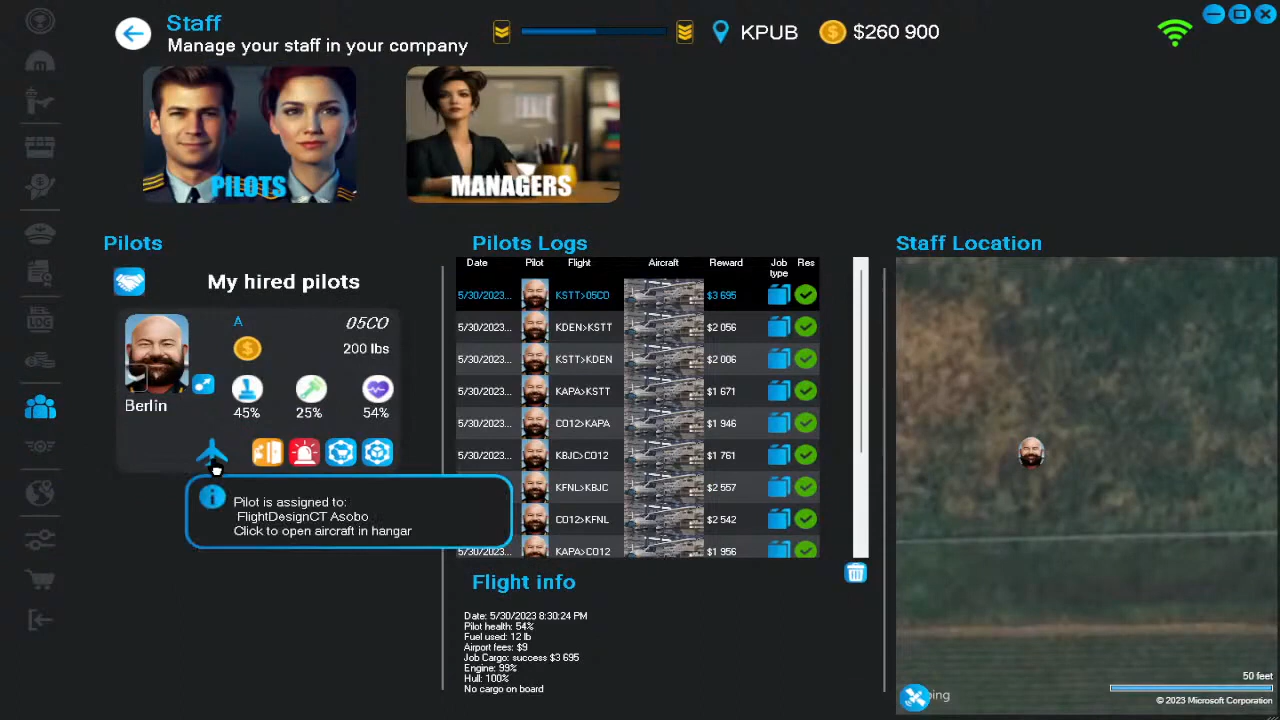 Staff
Manage your staff in your company
KPUB
$260 900
PILOTS
MANAGERS
Pilots
My hired pilots
A
05CO
200 lbs
Berlin
45%
25%
54%
Pilot is assigned to:
FlightDesignCT Asobo
Click to open aircraft in hangar
LOG
Pilots Logs
Date Pilot Flight Aircraft Reward Job type Res
5/30/2023... KSTT>05CO $3 695
5/30/2023... KDEN>KSTT $2 056
5/30/2023... KSTT>KDEN $2 006
5/30/2023... KAPA>KSTT $1 671
5/30/2023... CO12>KAPA $1 946
5/30/2023... KBJC>CO12 $1 761
KFNL>KBJC $2 557
CO12>KFNL $2 542
5/30/2023... KAPA>CO12 $1 956
Flight info
Date: 5/30/2023 8:30:24 PM
Pilot health: 54%
Fuel used: 12 lb
Airport fees: $9
Job Cargo: success $3 695
Engine: 99%
Hull: 100%
No cargo on board
Staff Location
50 feet
© 2023 Microsoft Corporation